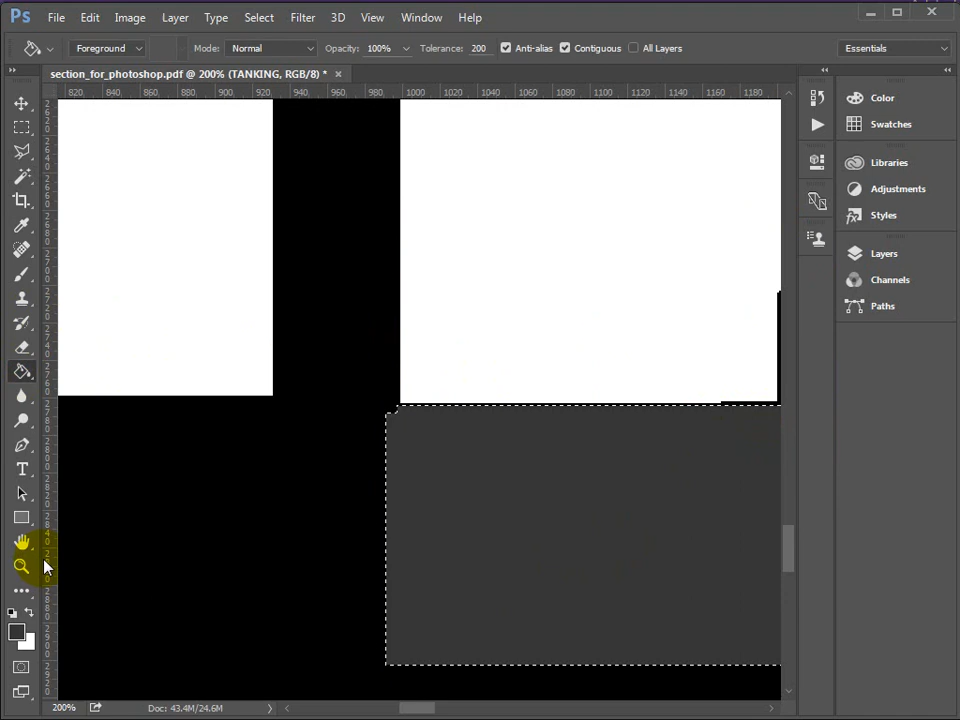 Ps File Edit Image Layer Type Select Filter 3D View Window Help
Foreground Mode: Normal Opacity: 100% Tolerance: 200 Anti-alias Contiguous All Layers Essentials
section_for_photoshop.pdf @ 200% (TANKING, RGB/8) *
820 840 860 880 900 920 940 960 980 1000 1020 1040 1060 1080 1100 1120 1140 1160 1180
Color
Swatches
Libraries
Adjustments
Styles
Layers
Channels
Paths
200% Doc: 43.4M/24.6M